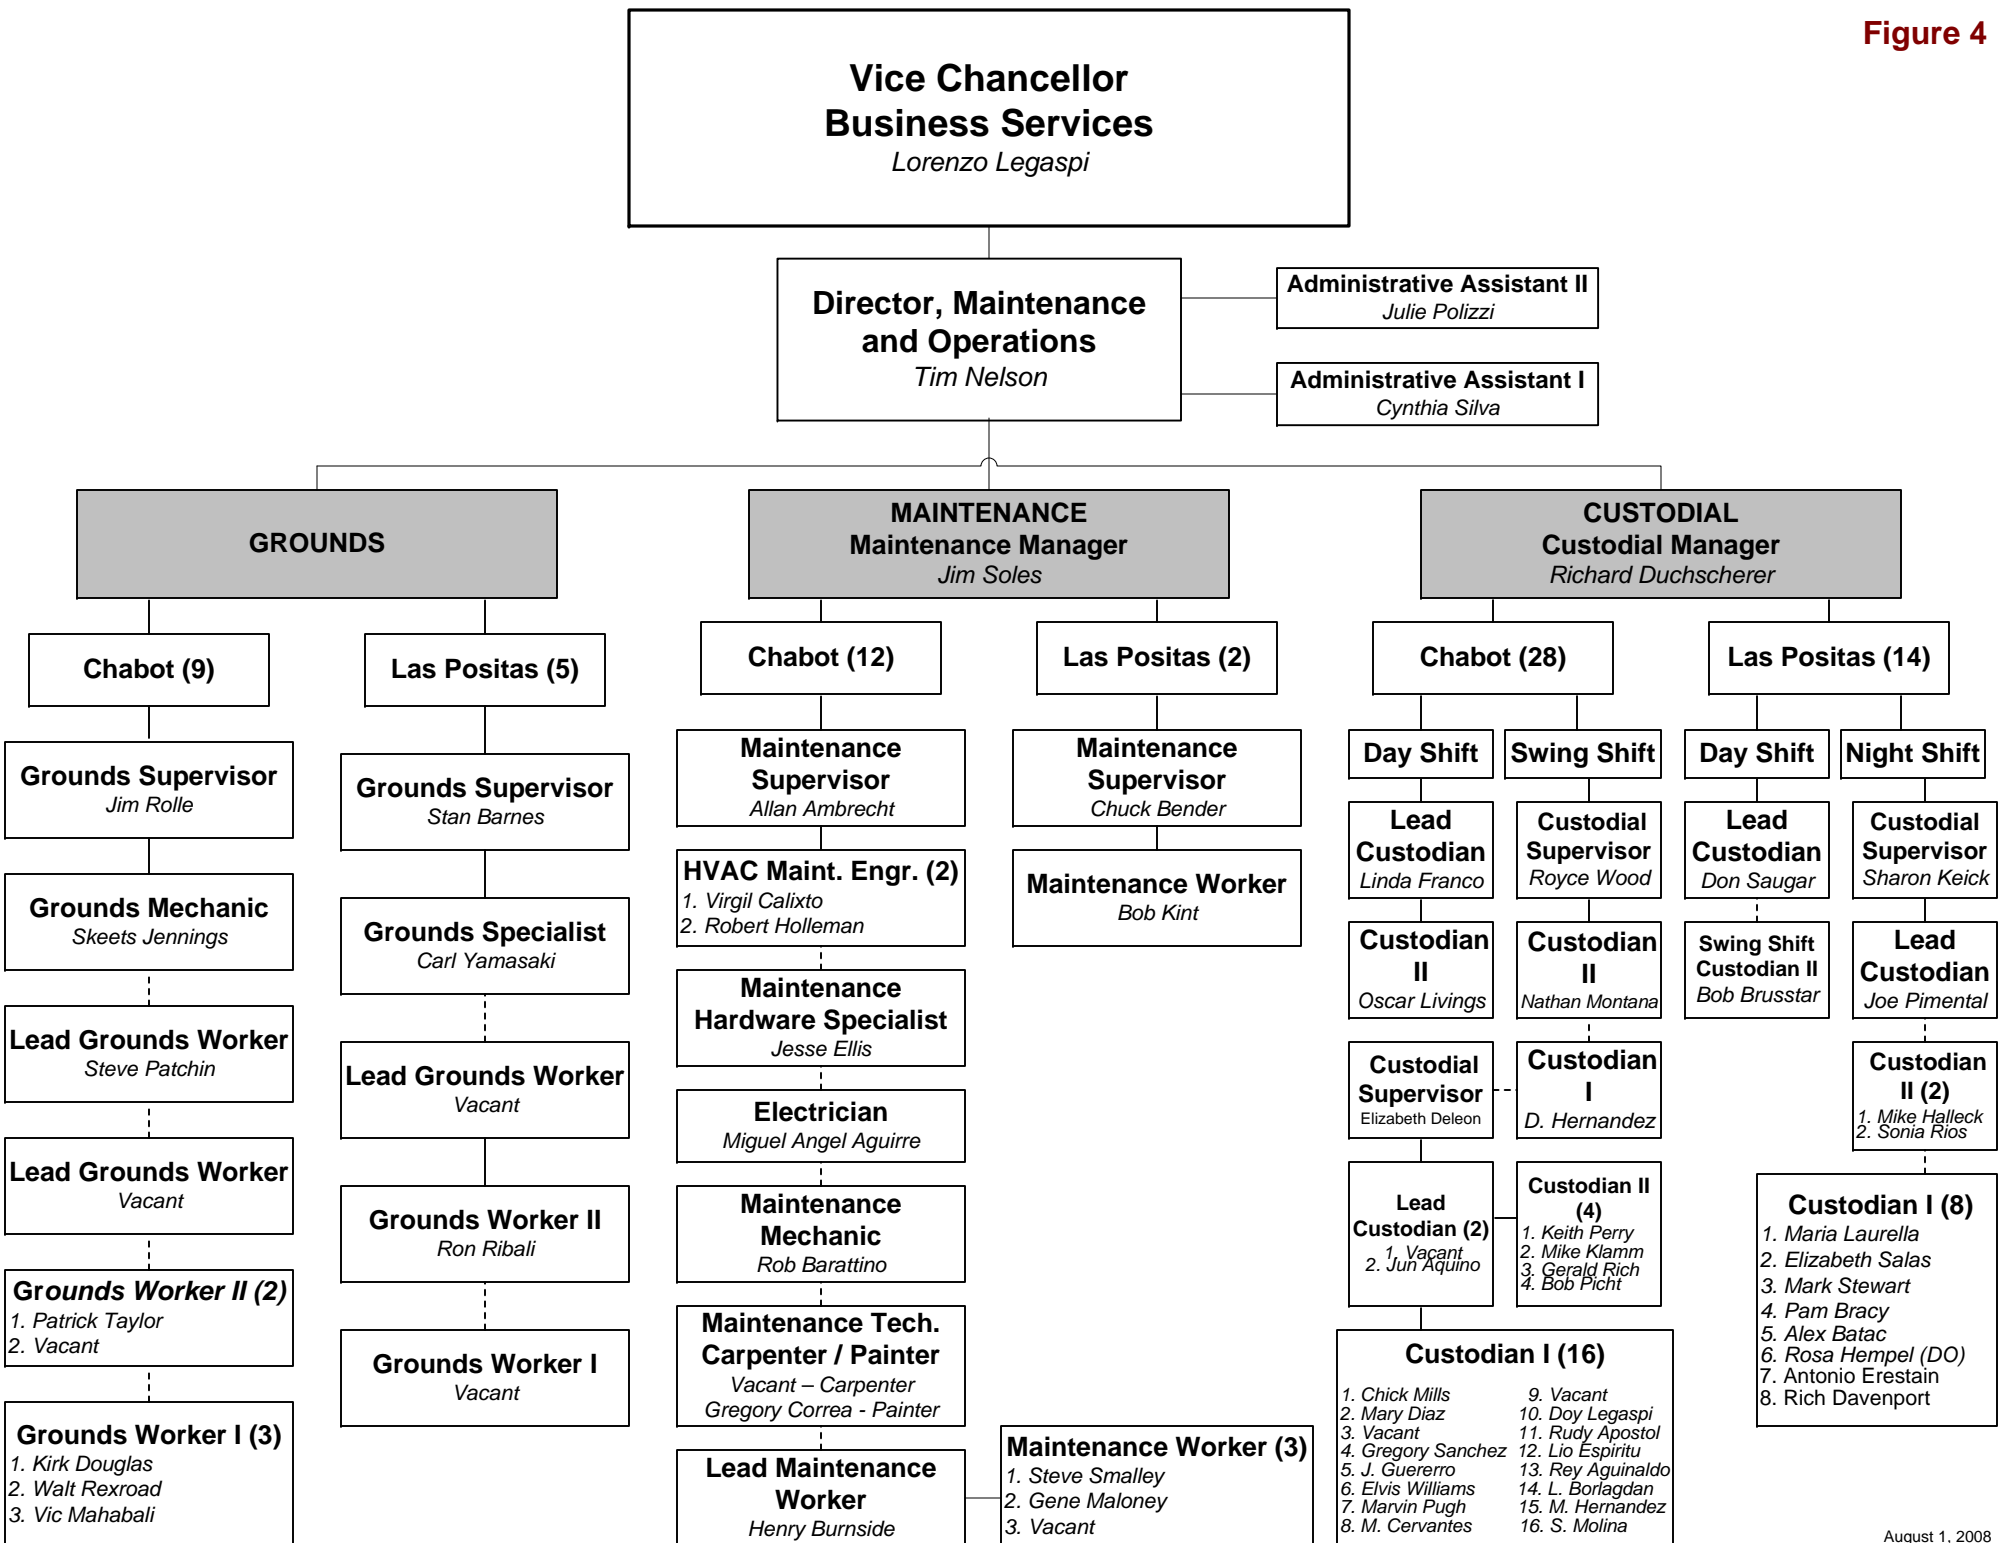 Figure 4
Vice Chancellor
Business Services
Lorenzo Legaspi
Director, Maintenance
and Operations
Tim Nelson
Administrative Assistant II
Julie Polizzi
Administrative Assistant I
Cynthia Silva
GROUNDS
Chabot (9)
Grounds Supervisor
Jim Rolle
Grounds Mechanic
Skeets Jennings
Lead Grounds Worker
Steve Patchin
Lead Grounds Worker
Vacant
Grounds Worker II (2)
1. Patrick Taylor
2. Vacant
Grounds Worker I (3)
1. Kirk Douglas
2. Walt Rexroad
3. Vic Mahabali
Las Positas (5)
Grounds Supervisor
Stan Barnes
Grounds Specialist
Carl Yamasaki
Lead Grounds Worker
Vacant
Grounds Worker II
Ron Ribali
Grounds Worker I
Vacant
MAINTENANCE
Maintenance Manager
Jim Soles
Chabot (12)
Maintenance
Supervisor
Allan Ambrecht
HVAC Maint. Engr. (2)
1. Virgil Calixto
2. Robert Holleman
Maintenance
Hardware Specialist
Jesse Ellis
Electrician
Miguel Angel Aguirre
Maintenance
Mechanic
Rob Barattino
Maintenance Tech.
Carpenter / Painter
Vacant – Carpenter
Gregory Correa - Painter
Lead Maintenance
Worker
Henry Burnside
Maintenance Worker (3)
1. Steve Smalley
2. Gene Maloney
3. Vacant
Las Positas (2)
Maintenance
Supervisor
Chuck Bender
Maintenance Worker
Bob Kint
CUSTODIAL
Custodial Manager
Richard Duchscherer
Chabot (28)
Day Shift
Lead
Custodian
Linda Franco
Custodian
II
Oscar Livings
Custodial
Supervisor
Elizabeth Deleon
Lead
Custodian (2)
1. Vacant
2. Jun Aquino
Swing Shift
Custodial
Supervisor
Royce Wood
Custodian
II
Nathan Montana
Custodian
I
D. Hernandez
Custodian II
(4)
1. Keith Perry
2. Mike Klamm
3. Gerald Rich
4. Bob Picht
Custodian I (16)
1. Chick Mills
2. Mary Diaz
3. Vacant
4. Gregory Sanchez
5. J. Guererro
6. Elvis Williams
7. Marvin Pugh
8. M. Cervantes
9. Vacant
10. Doy Legaspi
11. Rudy Apostol
12. Lio Espiritu
13. Rey Aguinaldo
14. L. Borlagdan
15. M. Hernandez
16. S. Molina
Las Positas (14)
Day Shift
Lead
Custodian
Don Saugar
Swing Shift
Custodian II
Bob Brusstar
Night Shift
Custodial
Supervisor
Sharon Keick
Lead
Custodian
Joe Pimental
Custodian
II (2)
1. Mike Halleck
2. Sonia Rios
Custodian I (8)
1. Maria Laurella
2. Elizabeth Salas
3. Mark Stewart
4. Pam Bracy
5. Alex Batac
6. Rosa Hempel (DO)
7. Antonio Erestain
8. Rich Davenport
August 1, 2008